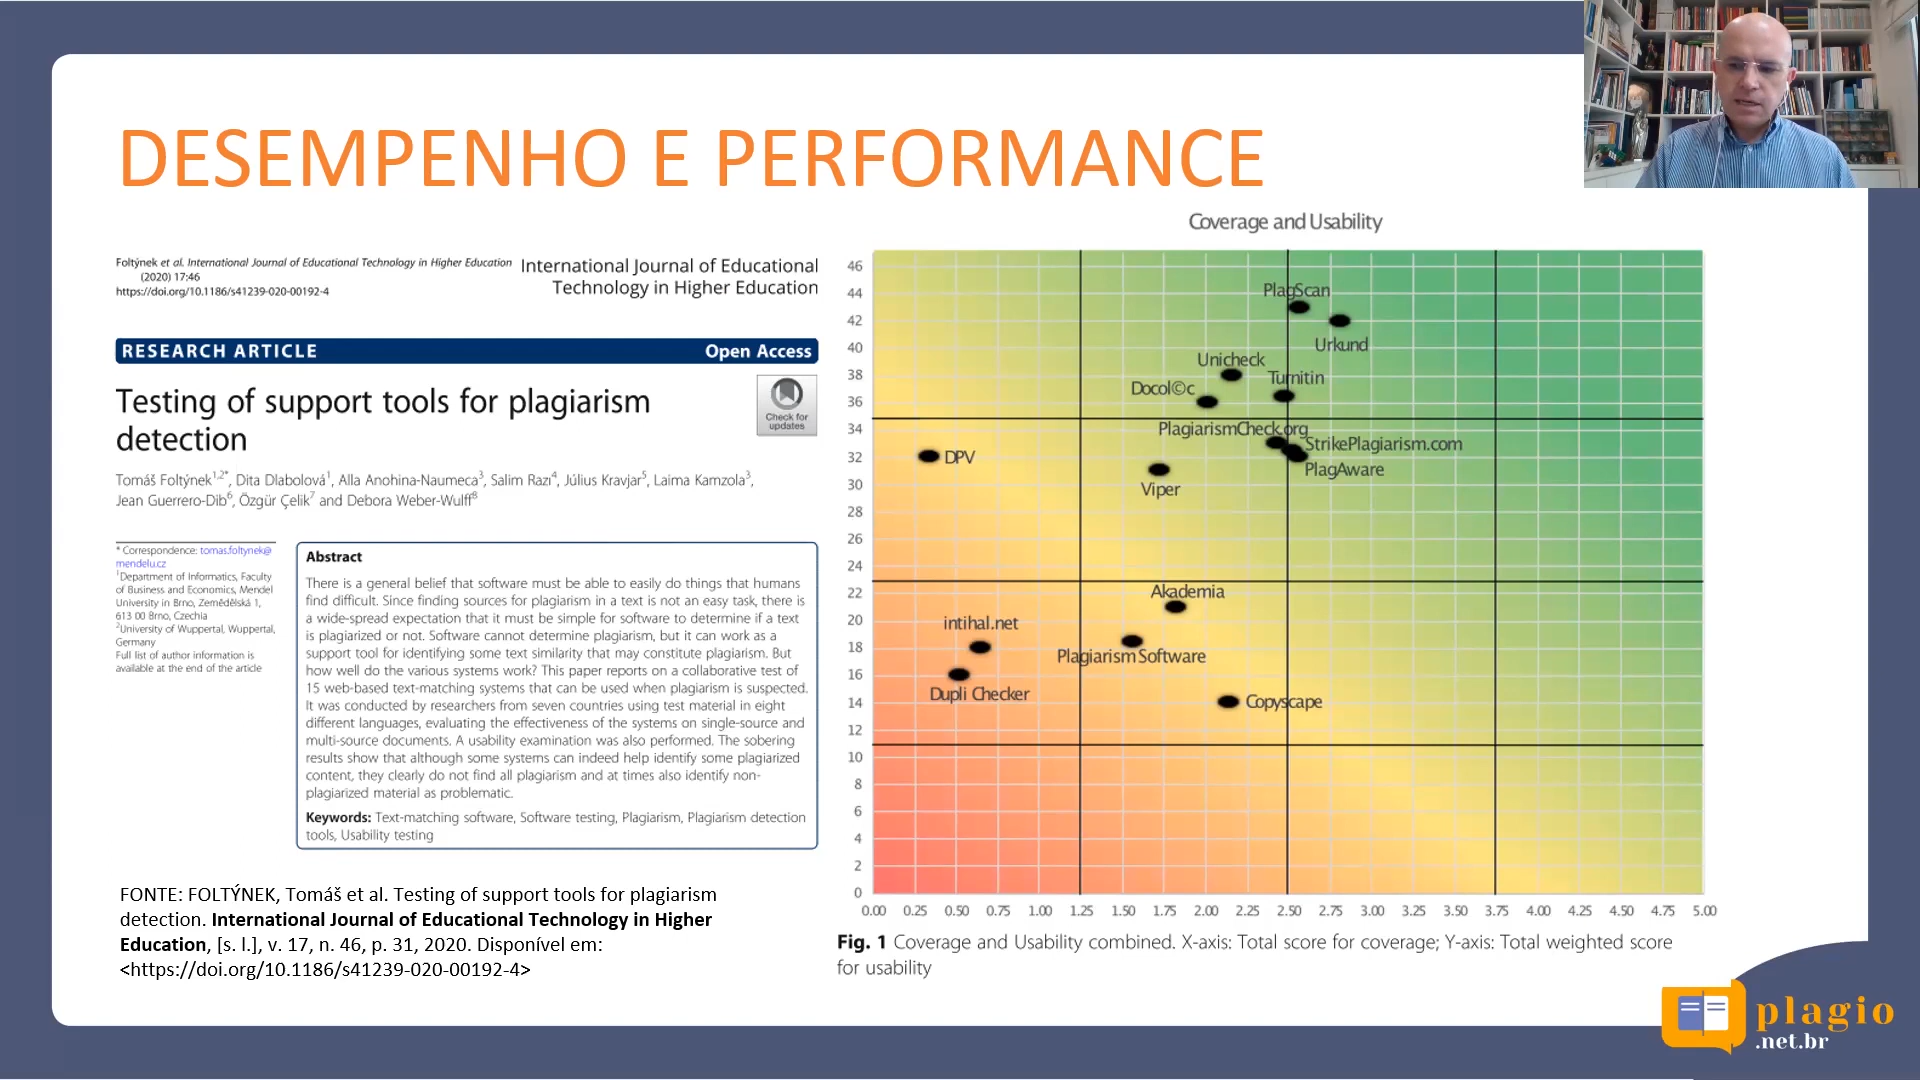 DESEMPENHO E PERFORMANCE
Foltýnek et al. International Journal of Educational Technology in Higher Education
(2020) 17:46
https://doi.org/10.1186/s41239-020-00192-4
International Journal of Educational
Technology in Higher Education
RESEARCH ARTICLE
Open Access
Testing of support tools for plagiarism
detection
Check for
updates
Tomáš Foltýnek1,2*, Dita Dlabolová1, Alla Anohina-Naumeca3, Salim Razı4, Július Kravjar5, Laima Kamzola3,
Jean Guerrero-Dib6, Özgür Çelik7 and Debora Weber-Wulff8
* Correspondence: tomas.foltynek@
mendelu.cz
1Department of Informatics, Faculty
of Business and Economics, Mendel
University in Brno, Zemědělská 1,
613 00 Brno, Czechia
2University of Wuppertal, Wuppertal,
Germany
Full list of author information is
available at the end of the article
Abstract
There is a general belief that software must be able to easily do things that humans
find difficult. Since finding sources for plagiarism in a text is not an easy task, there is
a wide-spread expectation that it must be simple for software to determine if a text
is plagiarized or not. Software cannot determine plagiarism, but it can work as a
support tool for identifying some text similarity that may constitute plagiarism. But
how well do the various systems work? This paper reports on a collaborative test of
15 web-based text-matching systems that can be used when plagiarism is suspected.
It was conducted by researchers from seven countries using test material in eight
different languages, evaluating the effectiveness of the systems on single-source and
multi-source documents. A usability examination was also performed. The sobering
results show that although some systems can indeed help identify some plagiarized
content, they clearly do not find all plagiarism and at times also identify non-
plagiarized material as problematic.
Keywords: Text-matching software, Software testing, Plagiarism, Plagiarism detection
tools, Usability testing
FONTE: FOLTÝNEK, Tomáš et al. Testing of support tools for plagiarism
detection. International Journal of Educational Technology in Higher
Education, [s. l.], v. 17, n. 46, p. 31, 2020. Disponível em:
<https://doi.org/10.1186/s41239-020-00192-4>
Coverage and Usability
46
44
42
40
38
36
34
32
30
28
26
24
22
20
18
16
14
12
10
8
6
4
2
0
PlagScan
Urkund
Unicheck
Turnitin
Docol©c
PlagiarismCheck.org
StrikePlagiarism.com
DPV
PlagAware
Viper
Akademia
intihal.net
Plagiarism Software
Dupli Checker
Copyscape
0.00 0.25 0.50 0.75 1.00 1.25 1.50 1.75 2.00 2.25 2.50 2.75 3.00 3.25 3.50 3.75 4.00 4.25 4.50 4.75 5.00
Fig. 1 Coverage and Usability combined. X-axis: Total score for coverage; Y-axis: Total weighted score
for usability
plagio
.net.br